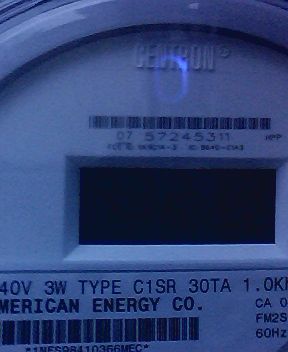 CENTRON®
07 57245311
40V 3W TYPE C1SR 30TA 1.0K
MERICAN ENERGY CO.
CA 0
FM2S
60Hz